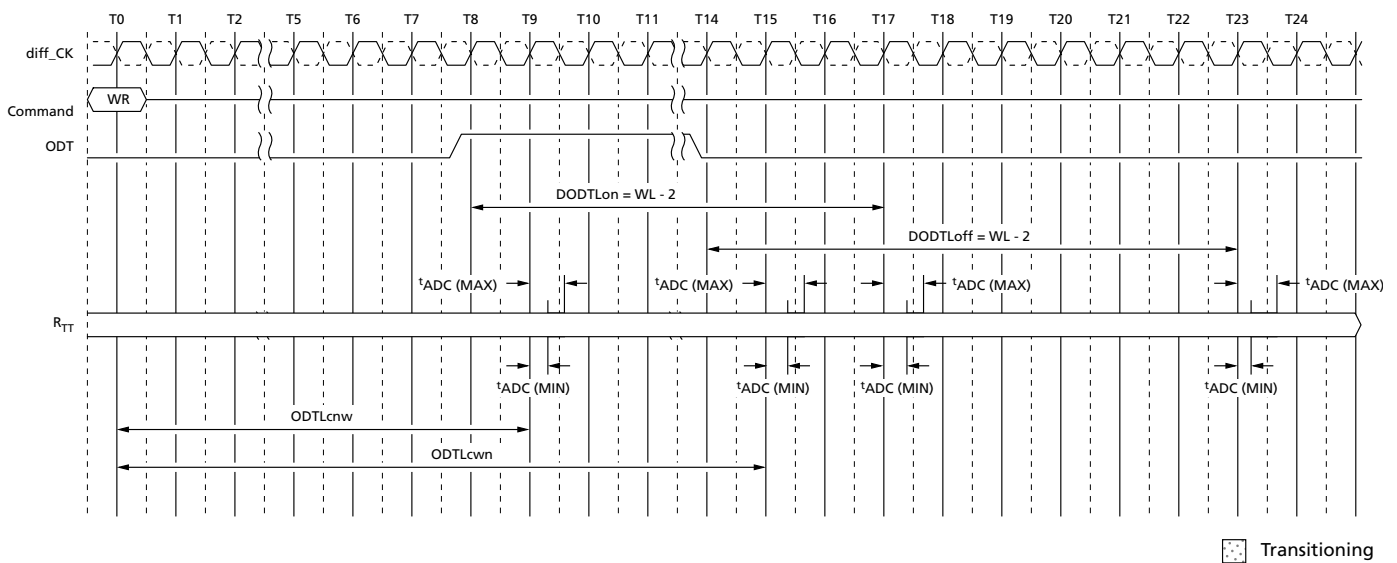 T0 T1 T2 T5 T6 T7 T8 T9 T10 T11 T14 T15 T16 T17 T18 T19 T20 T21 T22 T23 T24
diff_CK
WR
Command
ODT
DODTLon = WL - 2
DODTLoff = WL - 2
tADC (MAX) tADC (MAX) tADC (MAX) tADC (MAX)
RTT
tADC (MIN) tADC (MIN) tADC (MIN) tADC (MIN)
ODTLcnw
ODTLcwn
Transitioning